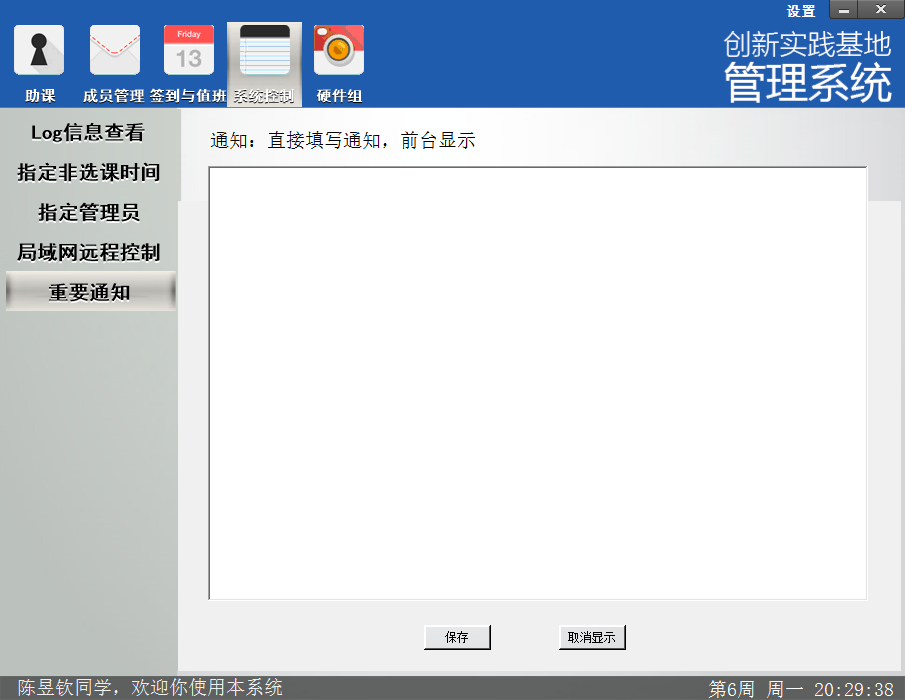 设置
创新实践基地
管理系统
Friday
13
助课 成员管理 签到与值班 系统控制 硬件组
Log信息查看
指定非选课时间
指定管理员
局域网远程控制
重要通知
通知：直接填写通知，前台显示
保存 取消显示
陈昱钦同学，欢迎你使用本系统
第6周 周一 20:29:38